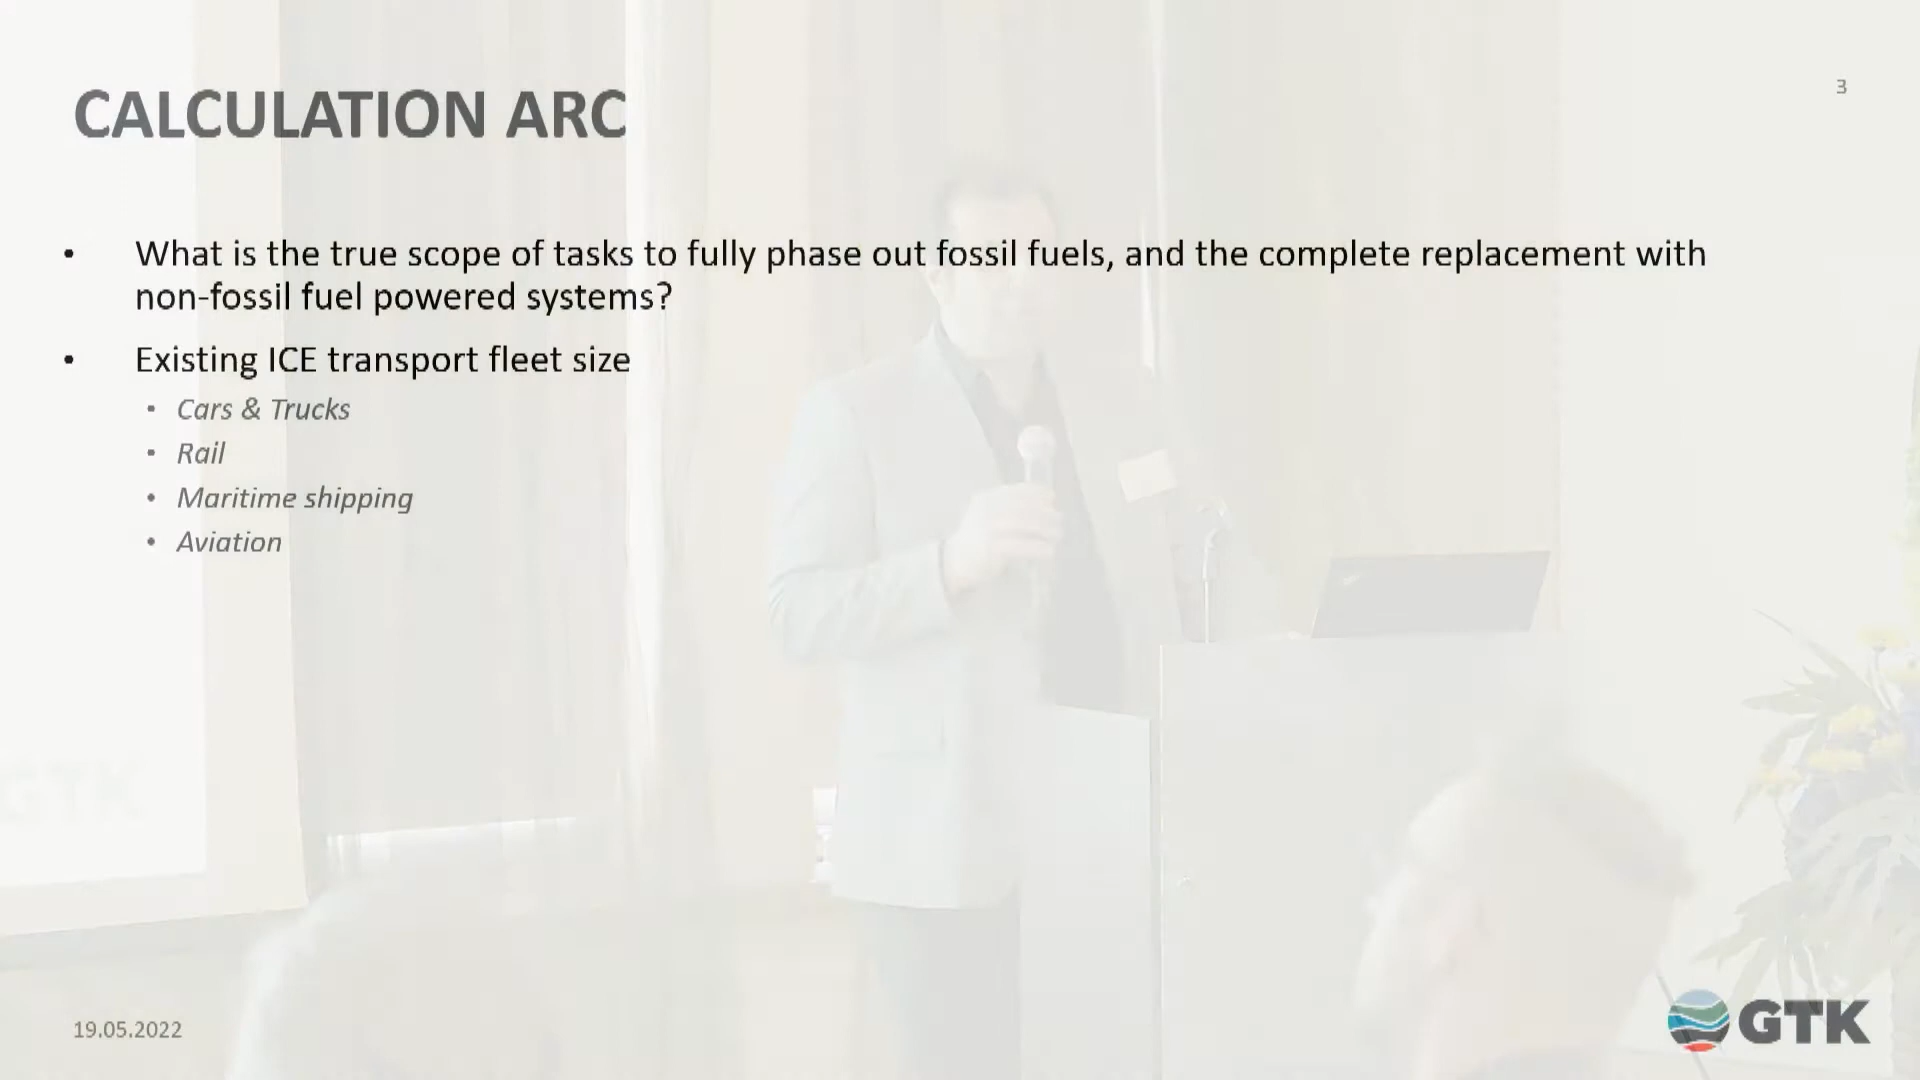 CALCULATION ARC
3
• What is the true scope of tasks to fully phase out fossil fuels, and the complete replacement with
non-fossil fuel powered systems?
• Existing ICE transport fleet size
• Cars & Trucks
• Rail
• Maritime shipping
• Aviation
GTK
19.05.2022
GTK